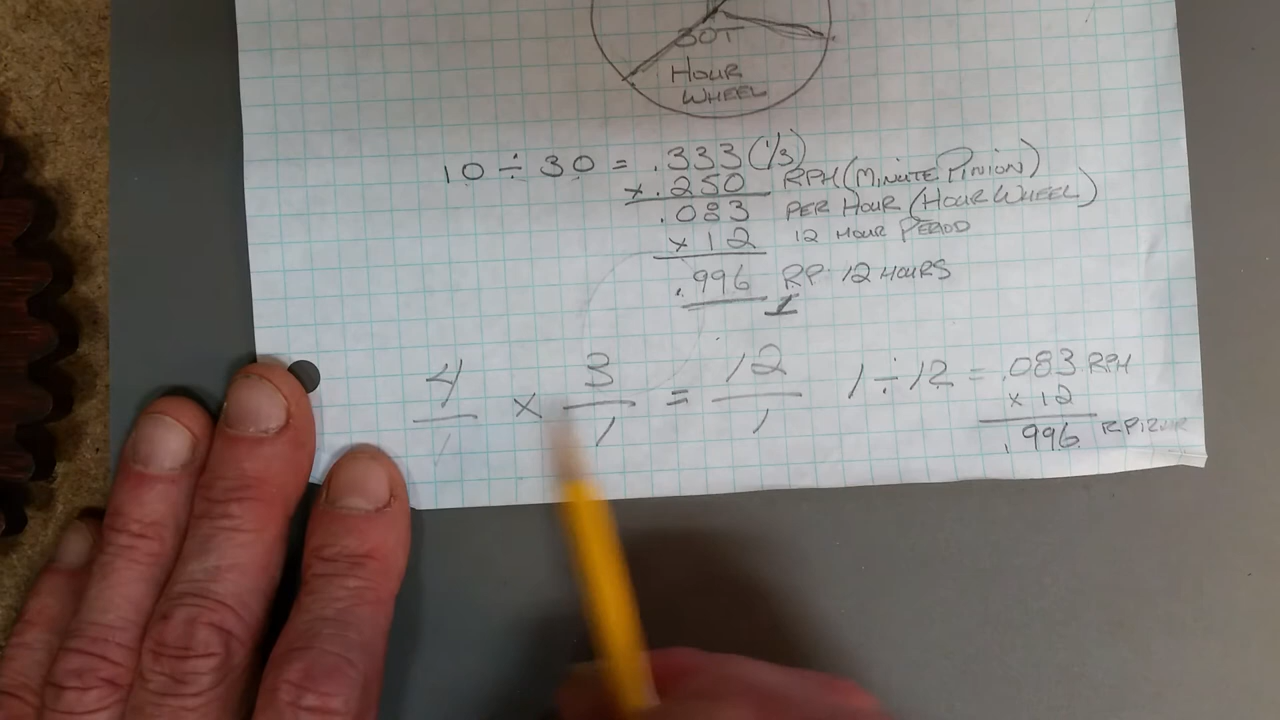 30T
HOUR
WHEEL
10 ÷ 30 = .333 (1/3)
x .250 RPH (MINUTE PINION)
.083 PER HOUR (HOUR WHEEL)
x 12 12 HOUR PERIOD
.996 RP 12 HOURS
1
4/1 x 3/1 = 12/1 1 ÷ 12 = .083 RPH
x 12
.996 RP12HR